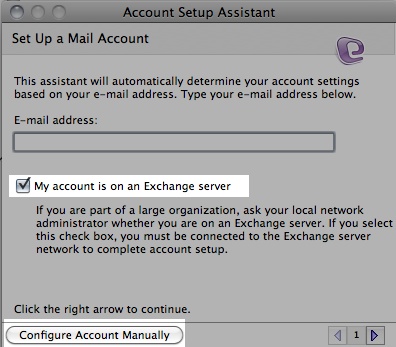 Account Setup Assistant
Set Up a Mail Account
This assistant will automatically determine your account settings
based on your e-mail address. Type your e-mail address below.
E-mail address:
My account is on an Exchange server
If you are part of a large organization, ask your local network
administrator whether you are on an Exchange server. If you select
this check box, you must be connected to the Exchange server
network to complete account setup.
Click the right arrow to continue.
Configure Account Manually
1